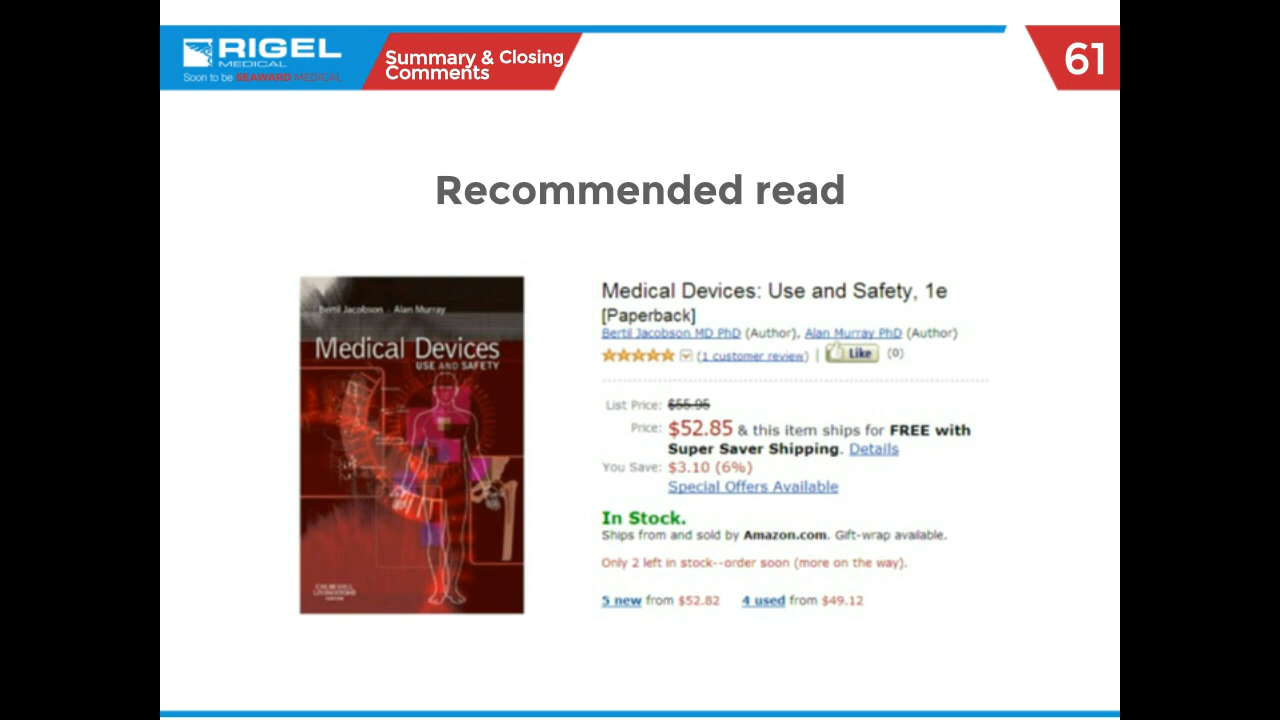 RIGEL
MEDICAL
Soon to be SEAWARD MEDICAL
Summary & Closing
Comments
61
Recommended read
Bertil Jacobson · Alan Murray
Medical Devices
USE AND SAFETY
CHURCHILL
LIVINGSTONE
Medical Devices: Use and Safety, 1e
[Paperback]
Bertil Jacobson MD PhD (Author), Alan Murray PhD (Author)
(1 customer review) | Like (0)
List Price: $55.95
Price: $52.85 & this item ships for FREE with
Super Saver Shipping. Details
You Save: $3.10 (6%)
Special Offers Available
In Stock.
Ships from and sold by Amazon.com. Gift-wrap available.
Only 2 left in stock--order soon (more on the way).
5 new from $52.82 4 used from $49.12